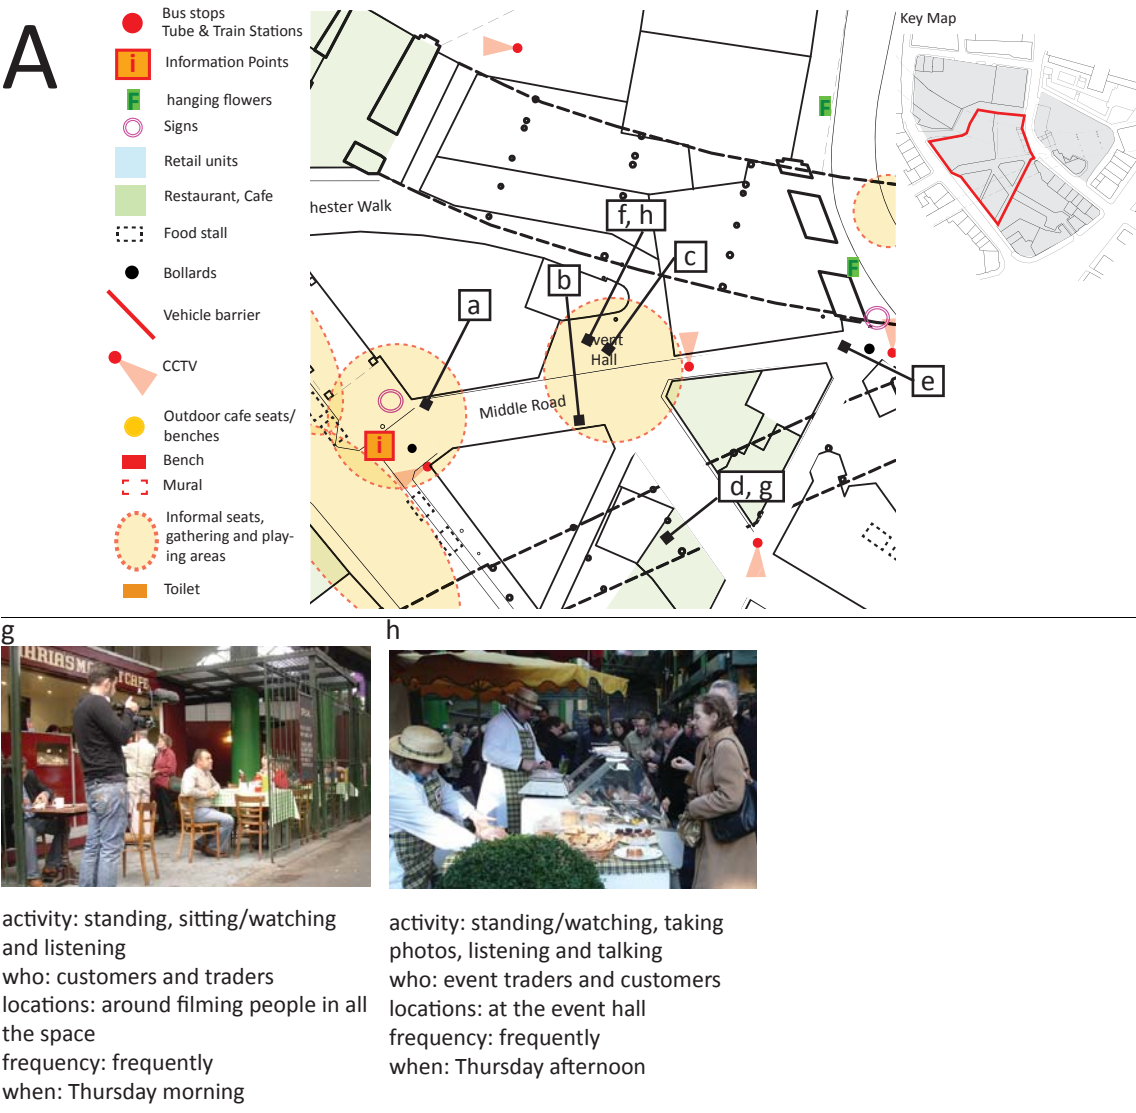 A
Bus stops
Tube & Train Stations
i
Information Points
F
hanging flowers
Signs
Retail units
Restaurant, Cafe
Food stall
Bollards
Vehicle barrier
CCTV
Outdoor cafe seats/
benches
Bench
Mural
Informal seats,
gathering and play-
ing areas
Toilet
Key Map
F
hester Walk
f, h
c
b
F
a
Hall
e
Middle Road
i
d, g
g
h
activity: standing, sitting/watching
and listening
who: customers and traders
locations: around filming people in all
the space
frequency: frequently
when: Thursday morning
activity: standing/watching, taking
photos, listening and talking
who: event traders and customers
locations: at the event hall
frequency: frequently
when: Thursday afternoon